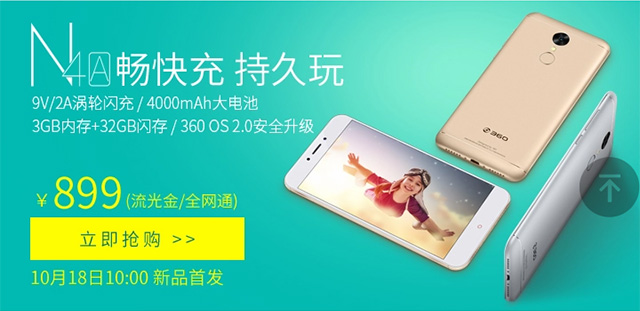 N4A 畅快充 持久玩
9V/2A涡轮闪充 / 4000mAh大电池
3GB内存+32GB闪存 / 360 OS 2.0安全升级
￥899(流光金/全网通)
立即抢购 >>
10月18日10:00 新品首发
360
360